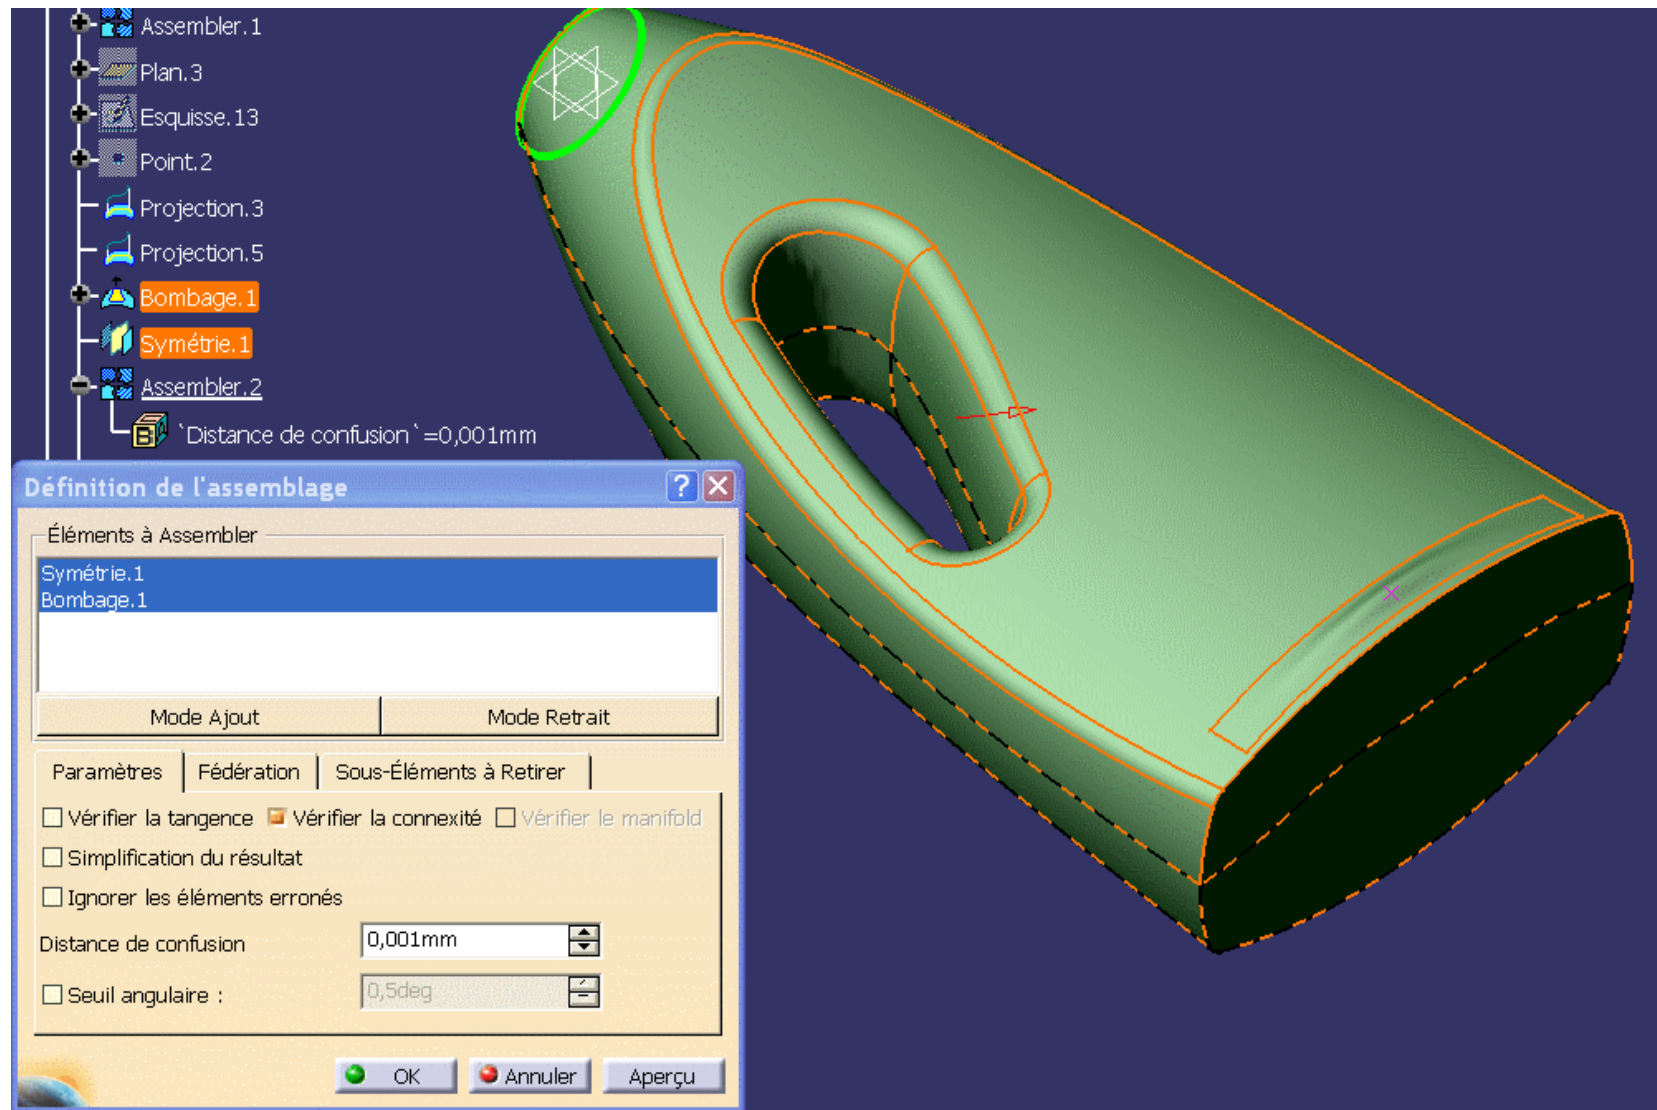 Assembler.1
Plan.3
Esquisse.13
Point.2
Projection.3
Projection.5
Bombage.1
Symétrie.1
Assembler.2
`Distance de confusion`=0,001mm
Définition de l'assemblage
Éléments à Assembler
Symétrie.1
Bombage.1
Mode Ajout Mode Retrait
Paramètres Fédération Sous-Éléments à Retirer
Vérifier la tangence Vérifier la connexité Vérifier le manifold
Simplification du résultat
Ignorer les éléments erronés
Distance de confusion 0,001mm
Seuil angulaire : 0,5deg
OK Annuler Aperçu